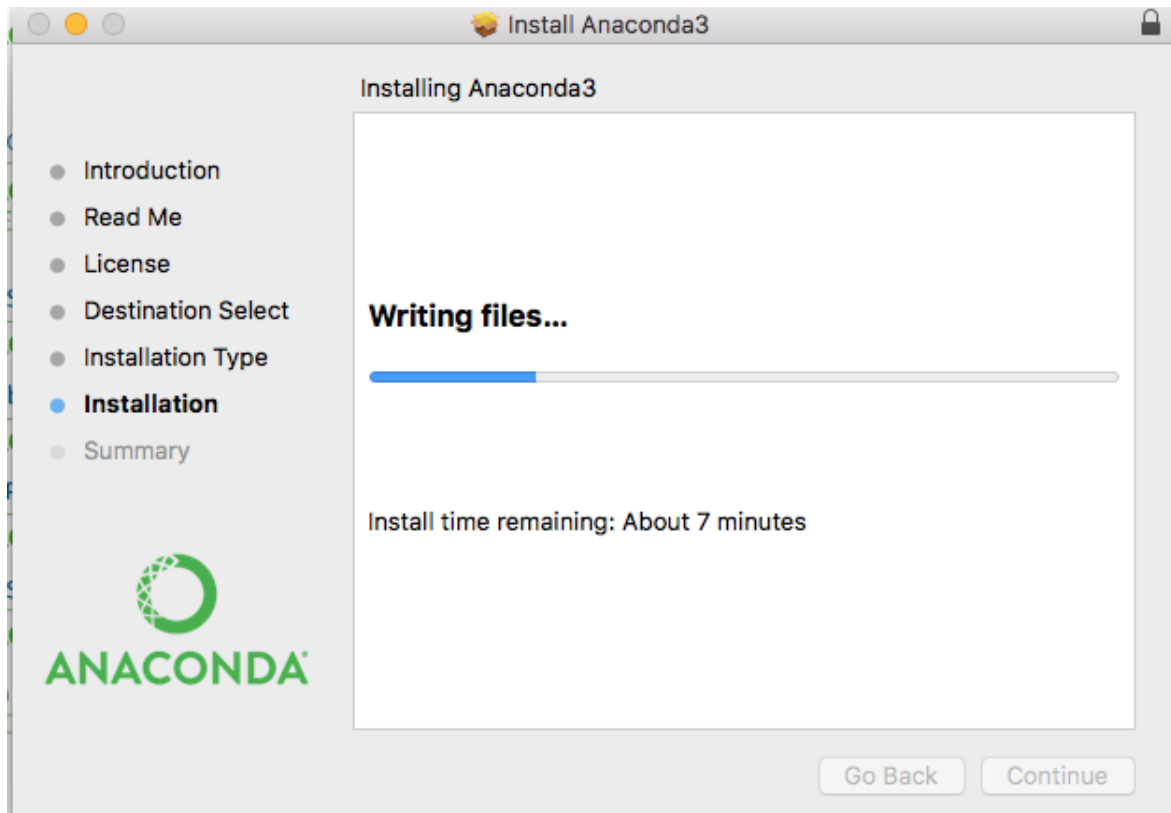 Install Anaconda3
Installing Anaconda3
Introduction
Read Me
License
Destination Select
Installation Type
Installation
Summary
Writing files...
Install time remaining: About 7 minutes
ANACONDA®
Go Back
Continue